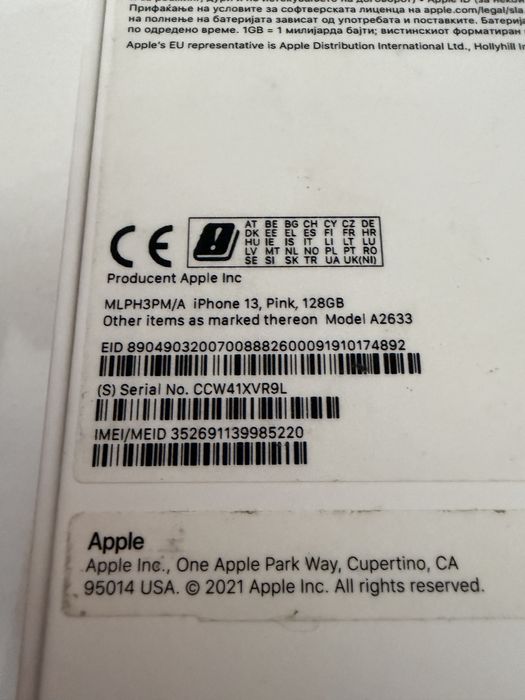 Прифаќање на условите за софтверската лиценца на apple.com/legal/sla
на полнење на батеријата зависат од употребата и поставките. Батериja
по одредено време. 1GB = 1 милијарда бајти; вистинскиот форматиран
Apple's EU representative is Apple Distribution International Ltd., Hollyhill
CE
AT BE BG CH CY CZ DE
DK EE EL ES FI FR HR
HU IE IS IT LI LT LU
LV MT NL NO PL PT RO
SE SI SK TR UA UK(NI)
Producent Apple Inc
MLPH3PM/A iPhone 13, Pink, 128GB
Other items as marked thereon Model A2633
EID 89049032007008882600091910174892
(S) Serial No. CCW41XVR9L
IMEI/MEID 352691139985220
Apple
Apple Inc., One Apple Park Way, Cupertino, CA
95014 USA. © 2021 Apple Inc. All rights reserved.